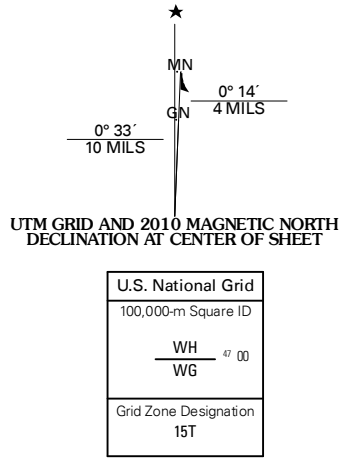 ★
MN
0° 14´
4 MILS
GN
0° 33´
10 MILS
UTM GRID AND 2010 MAGNETIC NORTH
DECLINATION AT CENTER OF SHEET
U.S. National Grid
100,000-m Square ID
WH
47 00
WG
Grid Zone Designation
15T